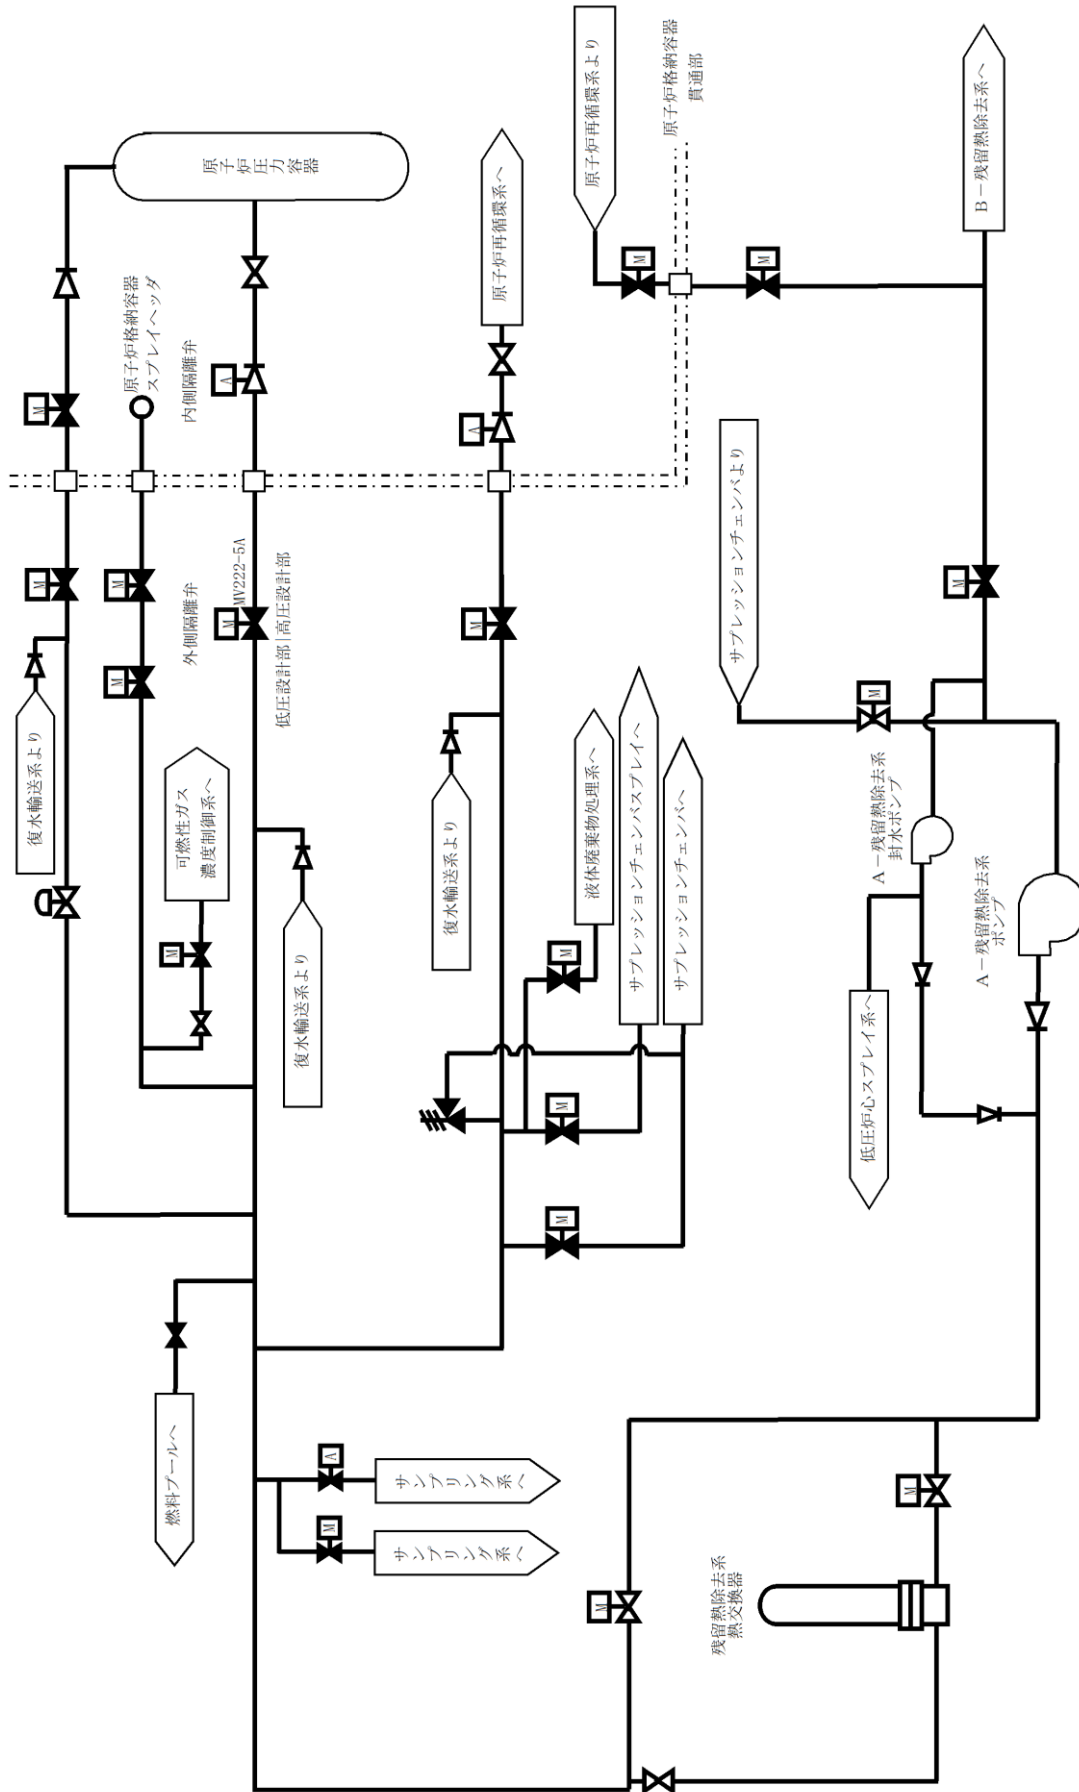 復水輸送系より
原子炉圧力容器
M
M
原子炉格納容器
スプレイヘッダ
M
M
可燃性ガス
濃度制御系へ
M
内側隔離弁
A
外側隔離弁
M
MV222-5A
低圧設計部|高圧設計部
復水輸送系より
燃料プールへ
サンプリング系へ
A
サンプリング系へ
M
原子炉再循環系へ
A
M
復水輸送系より
液体廃棄物処理系へ
M
サプレッションチェンバスプレイへ
M
サプレッションチェンバへ
M
原子炉再循環系より
M
原子炉格納容器
貫通部
M
B－残留熱除去系へ
M
サプレッションチェンバより
M
A－残留熱除去系
封水ポンプ
A－残留熱除去系
ポンプ
低圧炉心スプレイ系へ
M
M
残留熱除去系
熱交換器